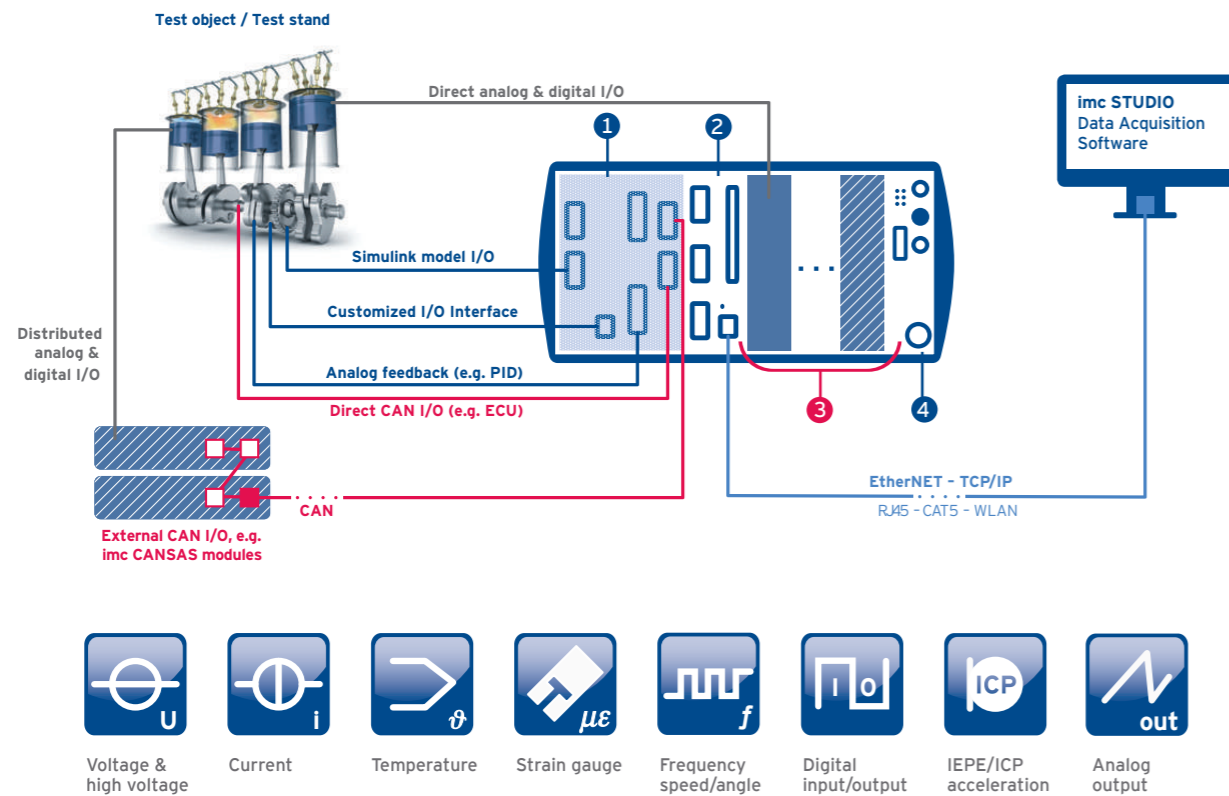 Test object / Test stand
Direct analog & digital I/O
imc STUDIO
Data Acquisition
Software
1
2
Simulink model I/O
Customized I/O Interface
Distributed
analog &
digital I/O
Analog feedback (e.g. PID)
Direct CAN I/O (e.g. ECU)
3
4
EtherNET – TCP/IP
RJ45 – CAT5 – WLAN
CAN
External CAN I/O, e.g.
imc CANSAS modules
U
i
ϑ
με
f
I O
ICP
out
Voltage &
high voltage
Current
Temperature
Strain gauge
Frequency
speed/angle
Digital
input/output
IEPE/ICP
acceleration
Analog
output